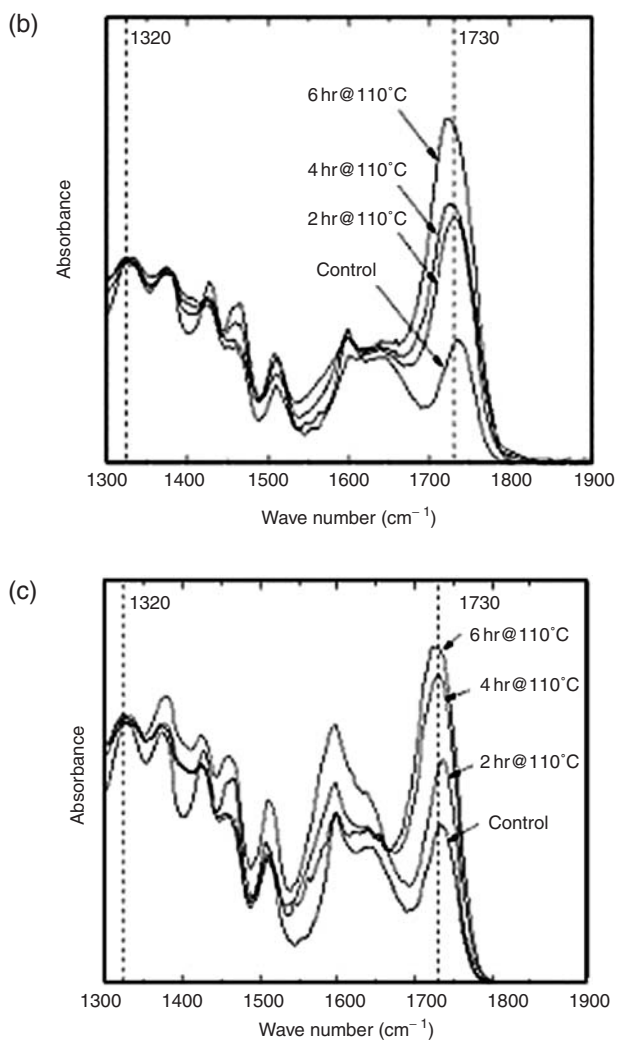 (b)
1320
1730
6 hr@110°C
4 hr@110°C
2 hr@110°C
Control
Absorbance
1300 1400 1500 1600 1700 1800 1900
Wave number (cm⁻¹)
(c)
1320
1730
6 hr@110°C
4 hr@110°C
2 hr@110°C
Control
Absorbance
1300 1400 1500 1600 1700 1800 1900
Wave number (cm⁻¹)